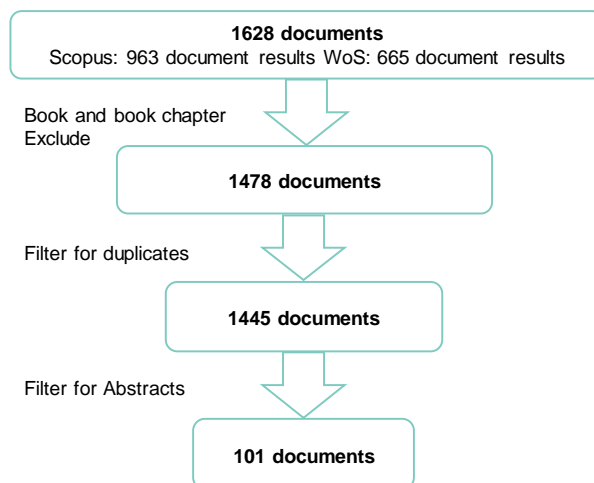 1628 documents
Scopus: 963 document results WoS: 665 document results
Book and book chapter
Exclude
1478 documents
Filter for duplicates
1445 documents
Filter for Abstracts
101 documents